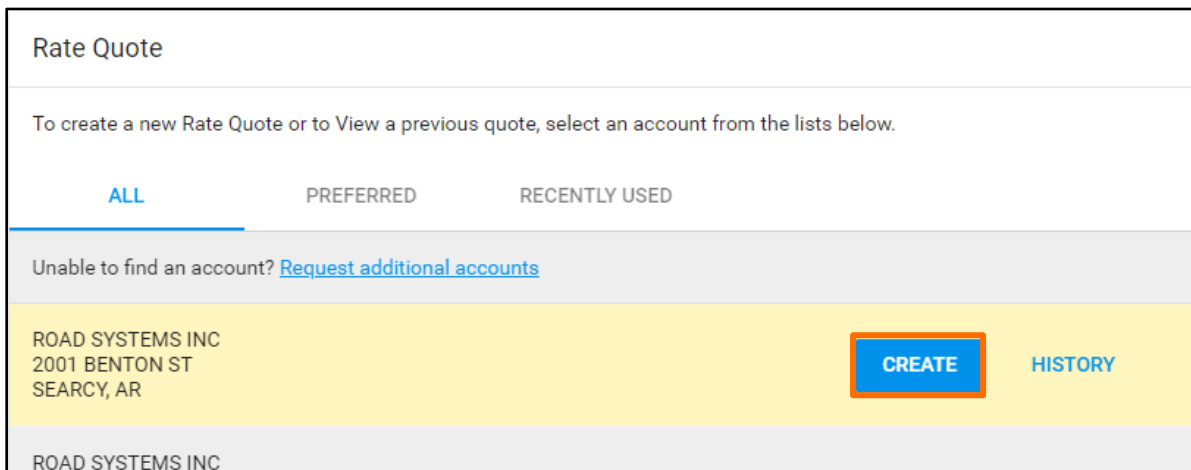 Rate Quote
To create a new Rate Quote or to View a previous quote, select an account from the lists below.
ALL PREFERRED RECENTLY USED
Unable to find an account? Request additional accounts
ROAD SYSTEMS INC
2001 BENTON ST
SEARCY, AR
CREATE HISTORY
ROAD SYSTEMS INC